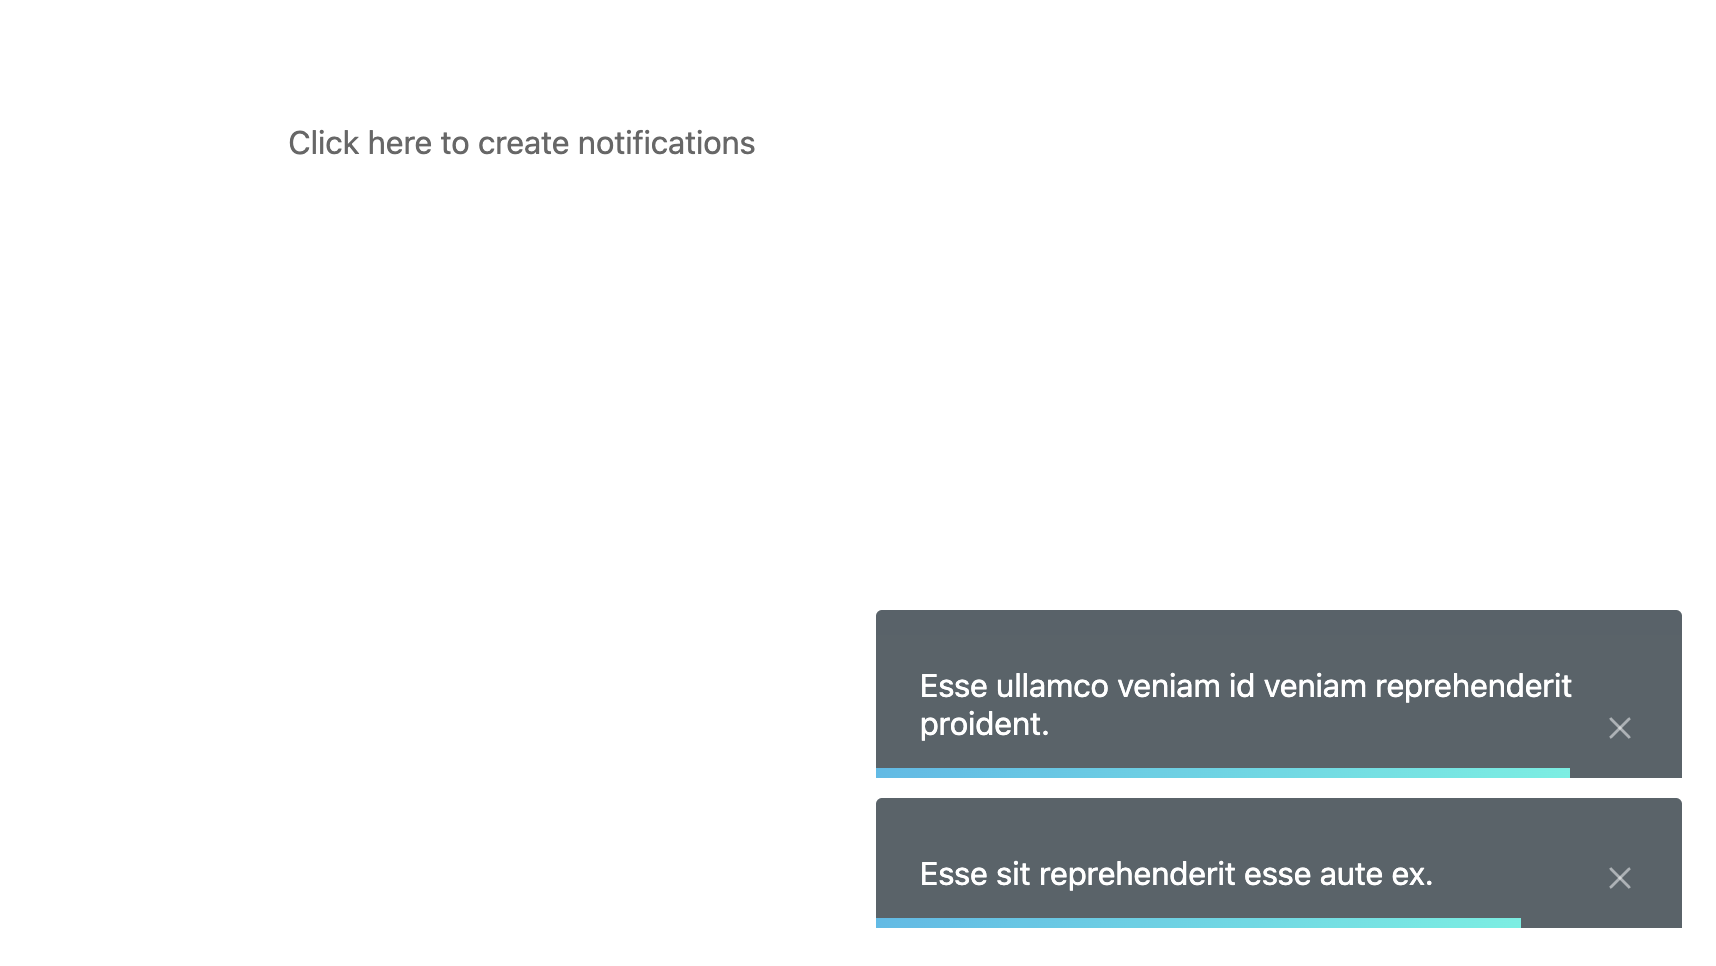 Click here to create notifications
Esse ullamco veniam id veniam reprehenderit
proident.
Esse sit reprehenderit esse aute ex.